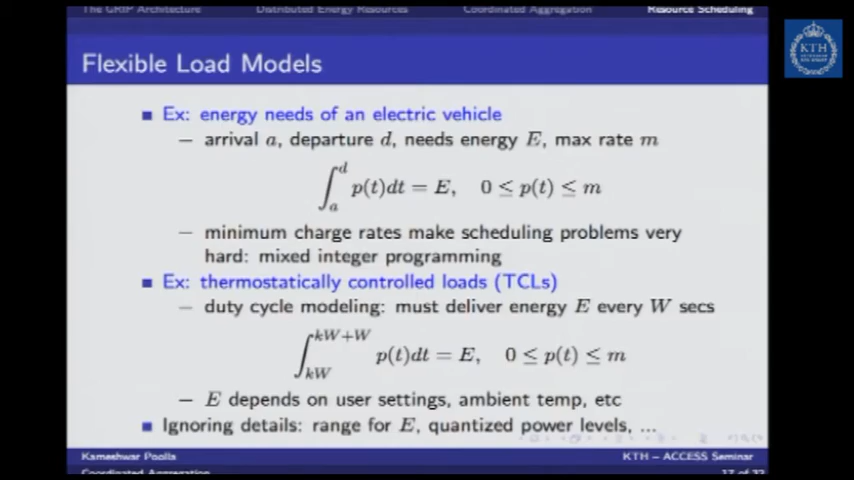 The GRIP Architecture Distributed Energy Resources Coordinated Aggregation Resource Scheduling
Flexible Load Models
KTH
Ex: energy needs of an electric vehicle
– arrival a, departure d, needs energy E, max rate m
∫_a^d p(t)dt = E, 0 ≤ p(t) ≤ m
– minimum charge rates make scheduling problems very
hard: mixed integer programming
Ex: thermostatically controlled loads (TCLs)
– duty cycle modeling: must deliver energy E every W secs
∫_{kW}^{kW+W} p(t)dt = E, 0 ≤ p(t) ≤ m
– E depends on user settings, ambient temp, etc
Ignoring details: range for E, quantized power levels, ...
Kameshwar Poolla KTH – ACCESS Seminar
Coordinated Aggregation 17 of 32